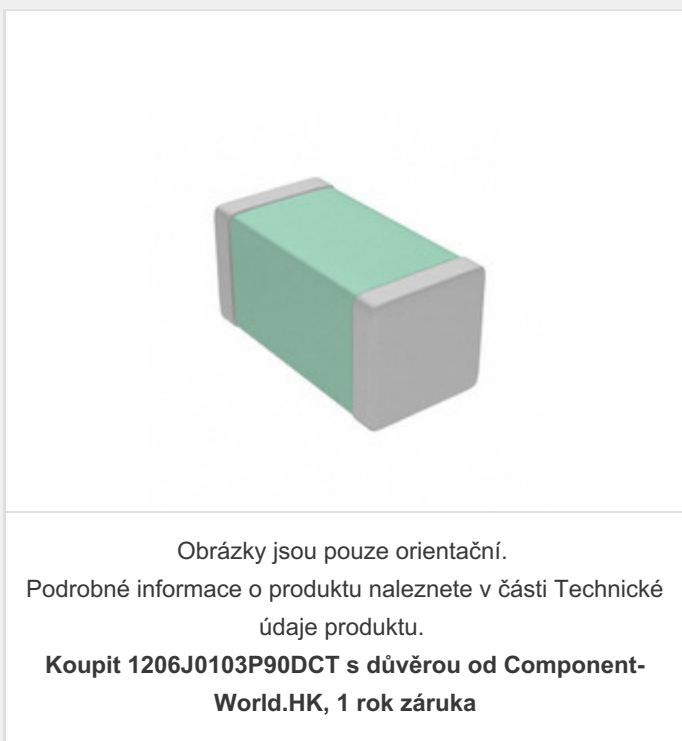 Obrázky jsou pouze orientační.
Podrobné informace o produktu naleznete v části Technické
údaje produktu.
Koupit 1206J0103P90DCT s důvěrou od Component-
World.HK, 1 rok záruka